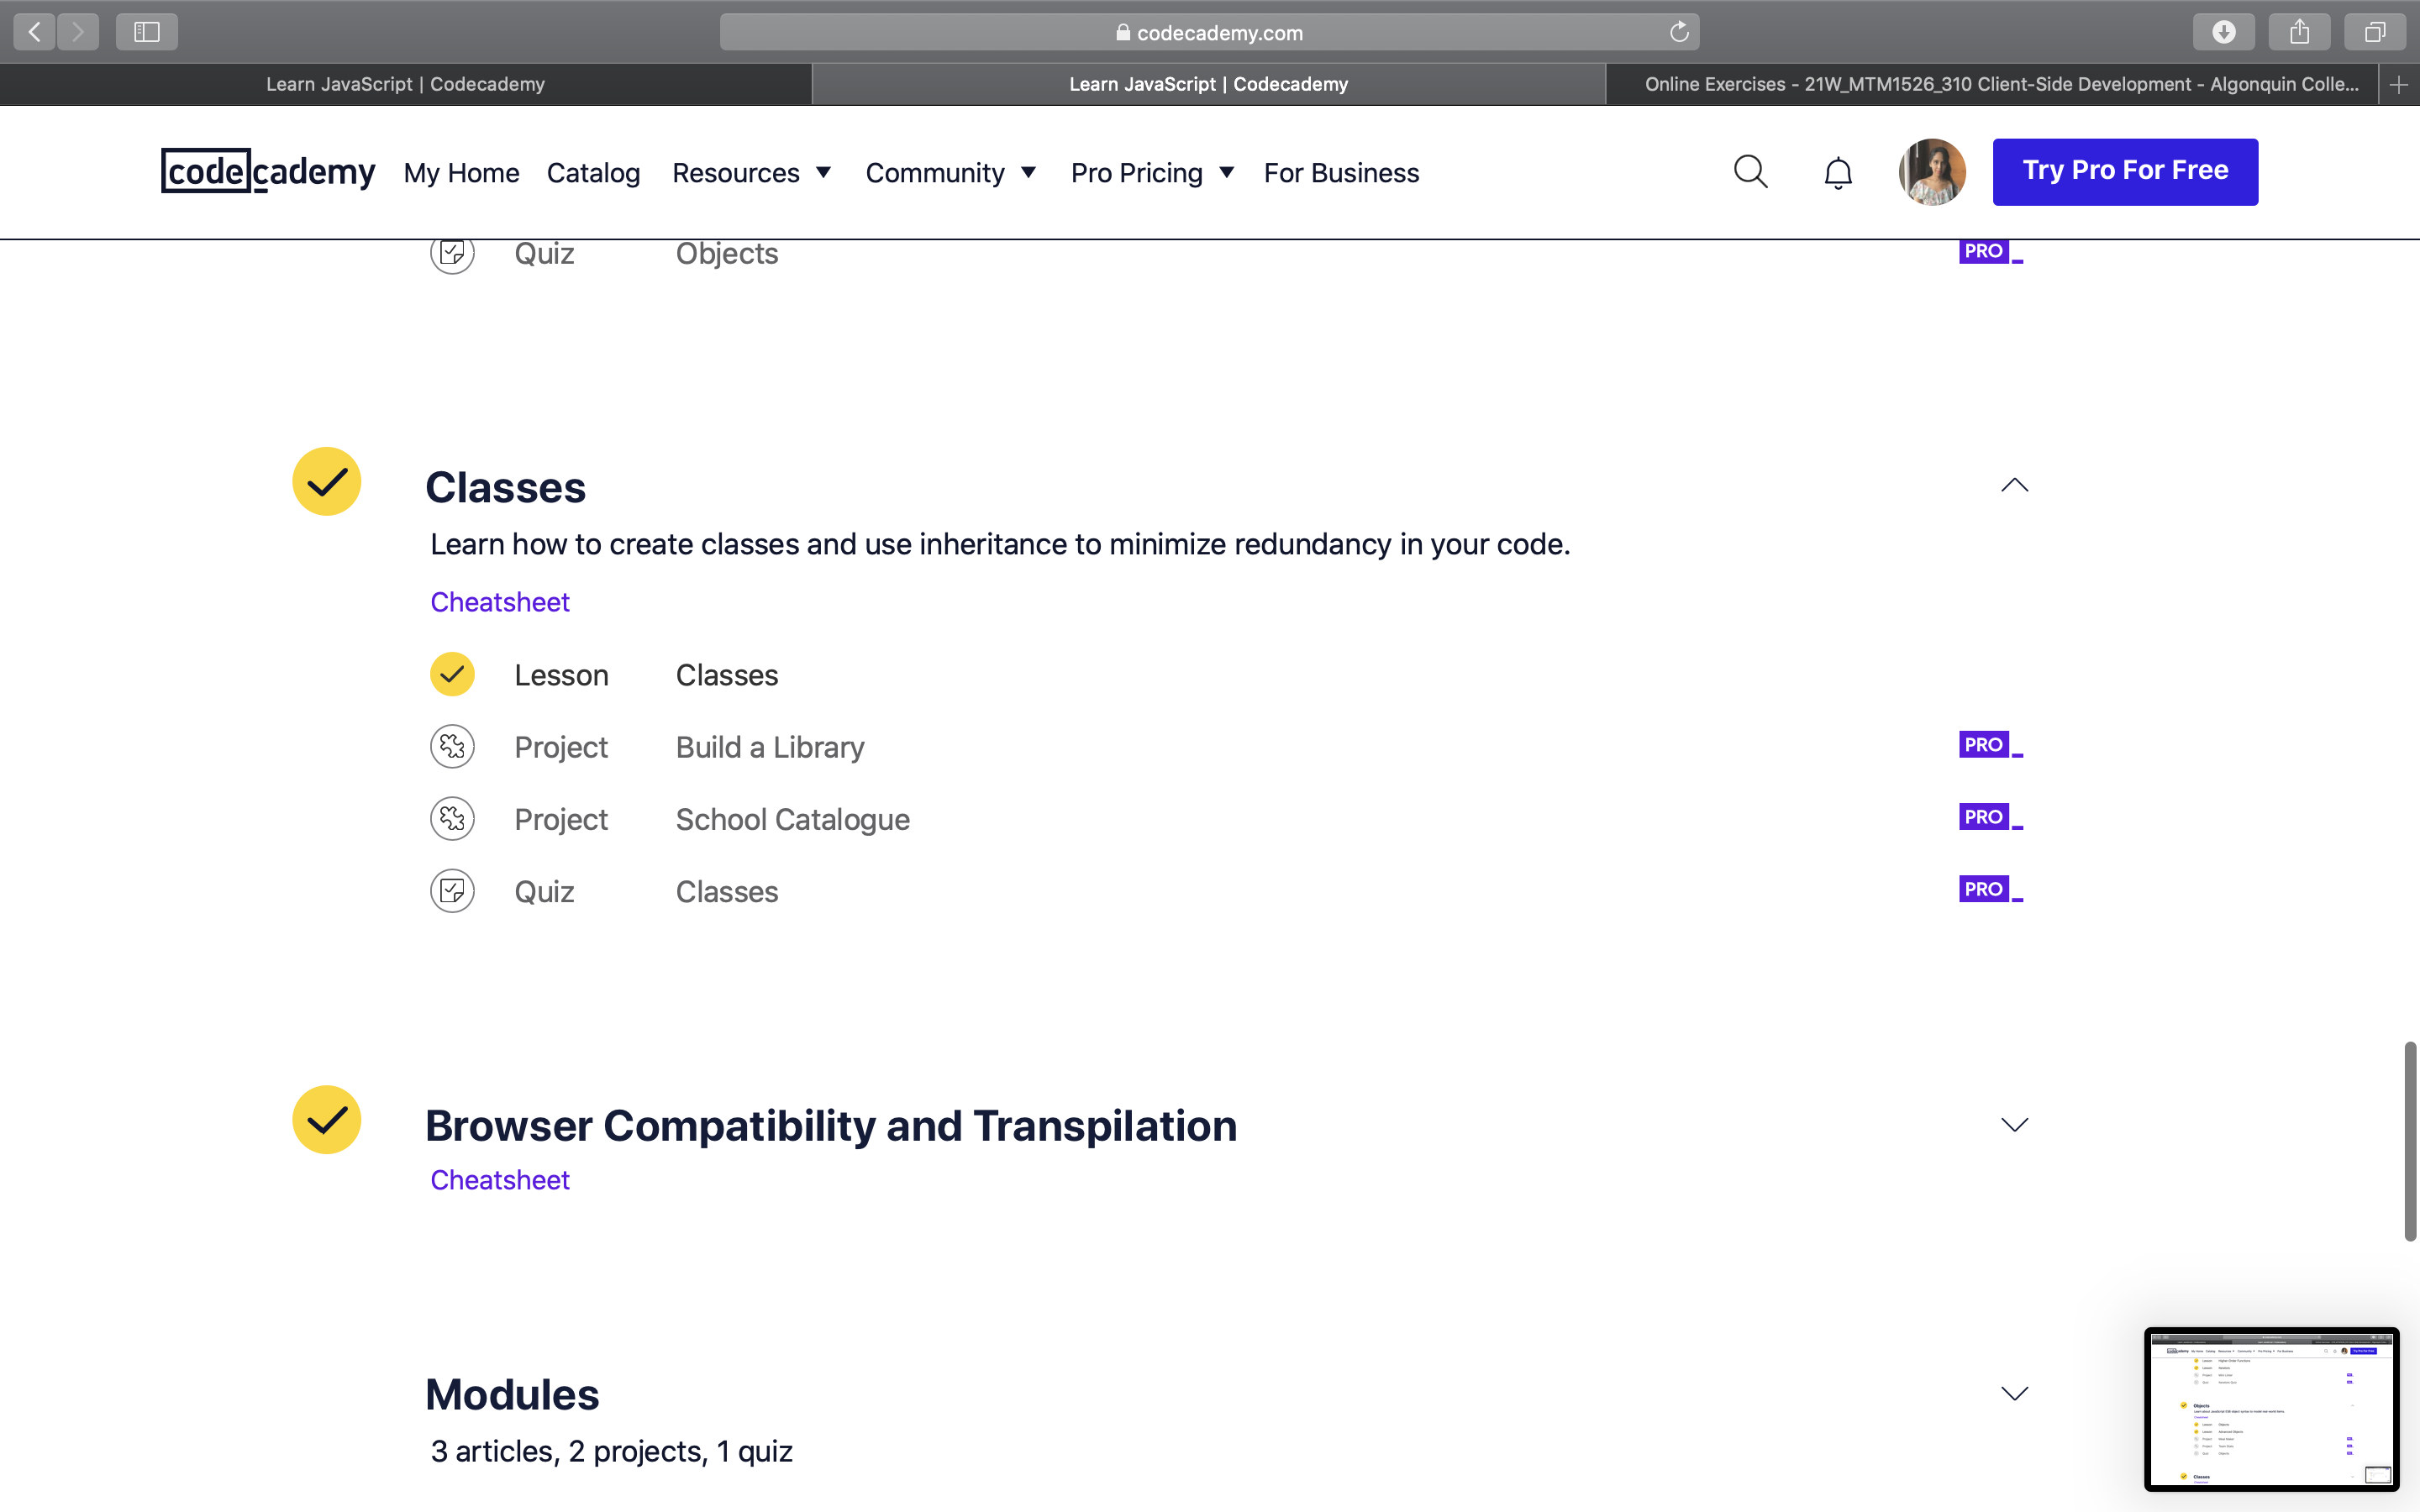 codecademy.com
Learn JavaScript | Codecademy
Learn JavaScript | Codecademy
Online Exercises - 21W_MTM1526_310 Client-Side Development - Algonquin Colle...
codecademy
My Home
Catalog
Resources
Community
Pro Pricing
For Business
Try Pro For Free
Quiz Objects PRO
Classes
Learn how to create classes and use inheritance to minimize redundancy in your code.
Cheatsheet
Lesson Classes
Project Build a Library PRO
Project School Catalogue PRO
Quiz Classes PRO
Browser Compatibility and Transpilation
Cheatsheet
Modules
3 articles, 2 projects, 1 quiz